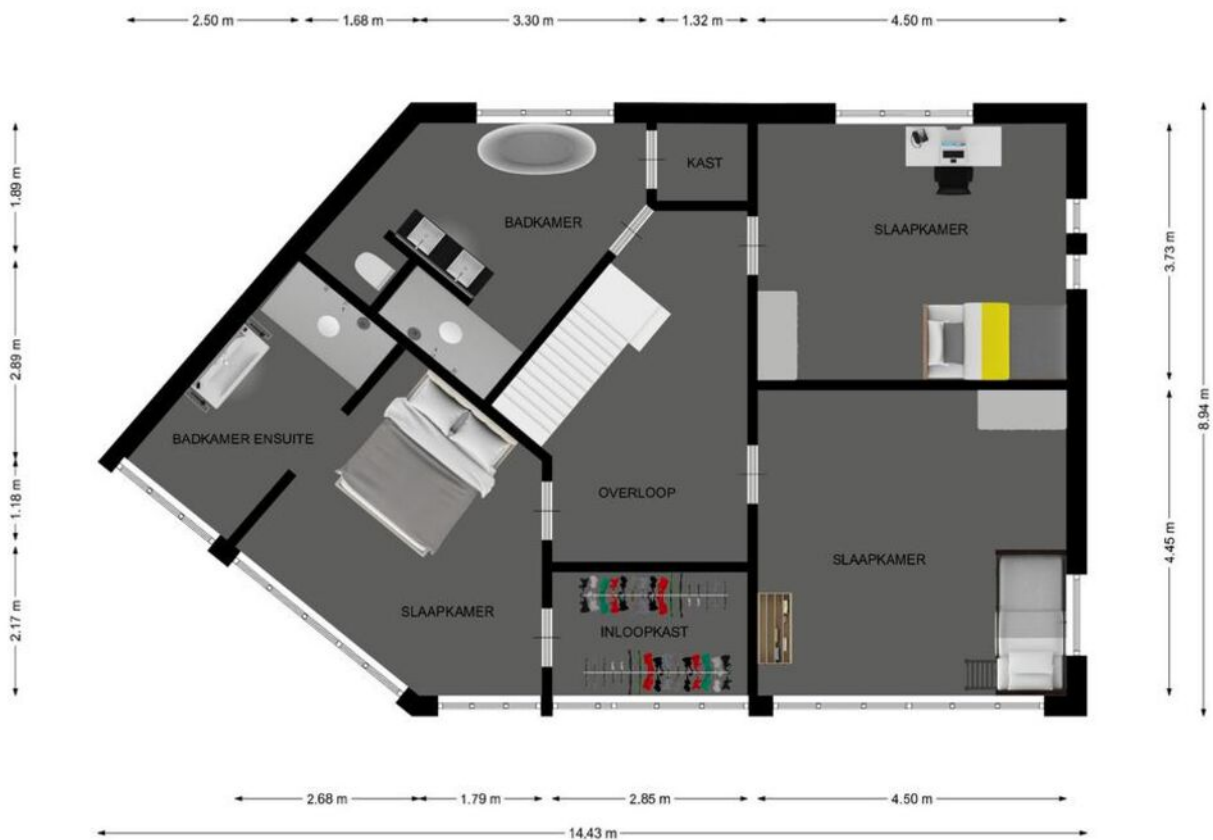 2.50 m 1.68 m 3.30 m 1.32 m 4.50 m
1.89 m
2.89 m
1.18 m
2.17 m
KAST
BADKAMER
SLAAPKAMER
BADKAMER ENSUITE
OVERLOOP
SLAAPKAMER
SLAAPKAMER
INLOOPKAST
3.73 m
4.45 m
8.94 m
2.68 m 1.79 m 2.85 m 4.50 m
14.43 m